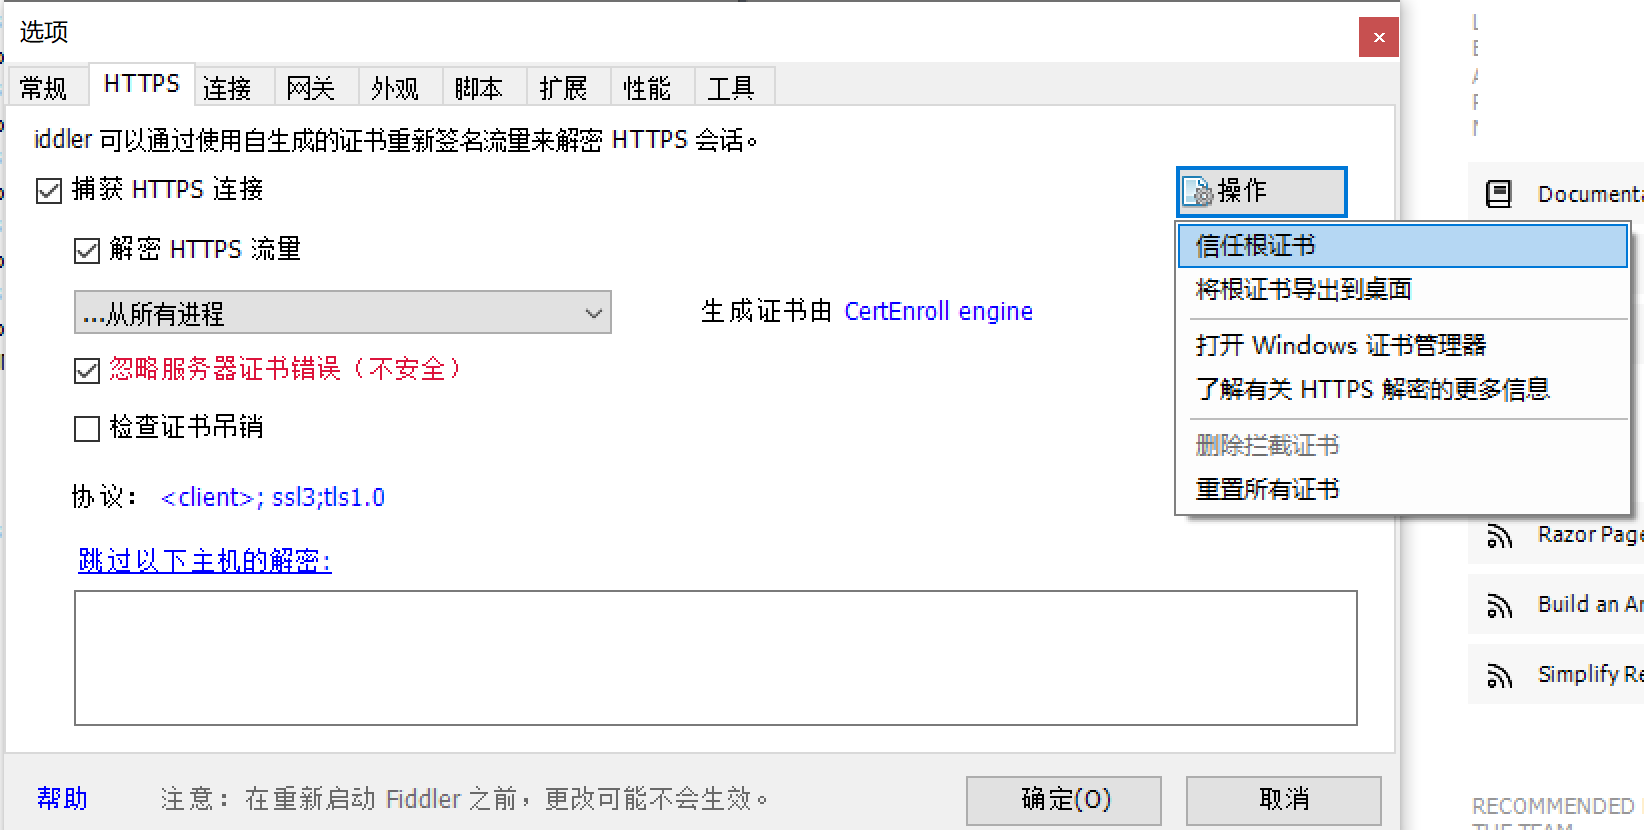 选项
常规 HTTPS 连接 网关 外观 脚本 扩展 性能 工具
iddler 可以通过使用自生成的证书重新签名流量来解密 HTTPS 会话。
捕获 HTTPS 连接
操作
解密 HTTPS 流量
信任根证书
将根证书导出到桌面
...从所有进程
生成证书由 CertEnroll engine
打开 Windows 证书管理器
忽略服务器证书错误（不安全）
了解有关 HTTPS 解密的更多信息
检查证书吊销
删除拦截证书
重置所有证书
协议： <client>; ssl3;tls1.0
跳过以下主机的解密:
帮助
注意：在重新启动 Fiddler 之前，更改可能不会生效。
确定(O)
取消
Documenta
Razor Page
Build an Ar
Simplify Re
RECOMMENDED
THE TEAM